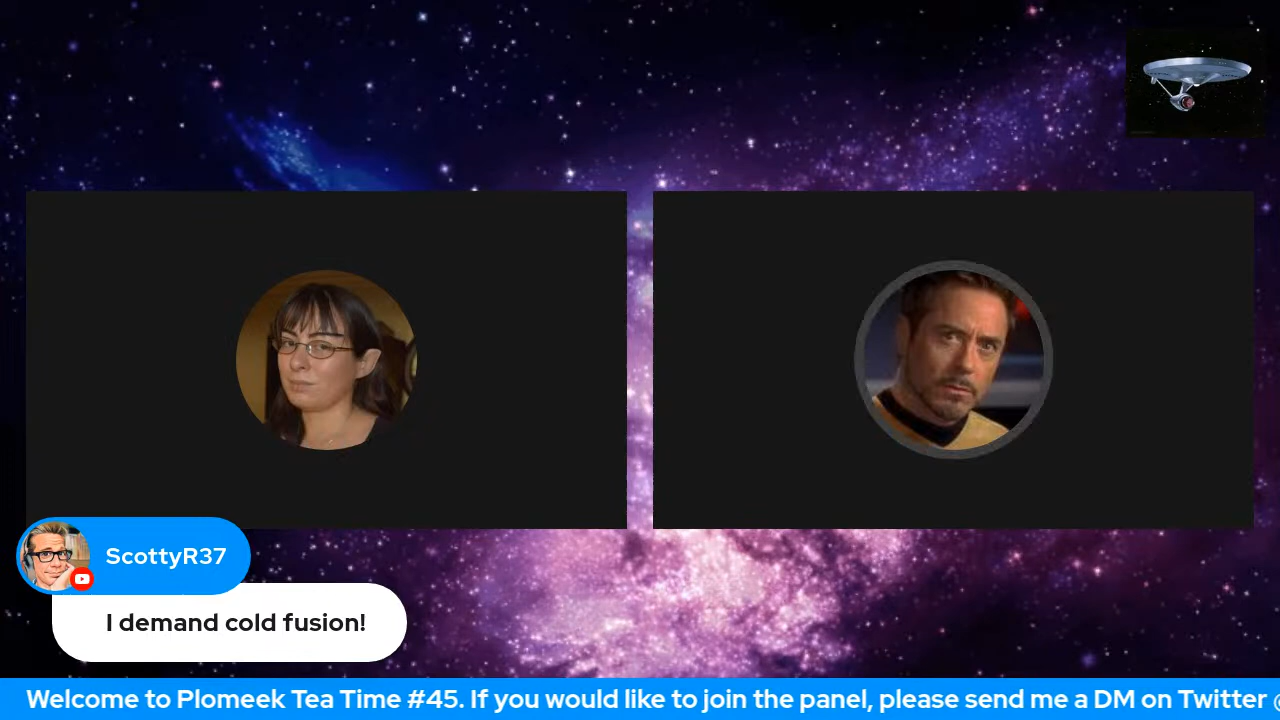 ScottyR37
I demand cold fusion!
Welcome to Plomeek Tea Time #45. If you would like to join the panel, please send me a DM on Twitter